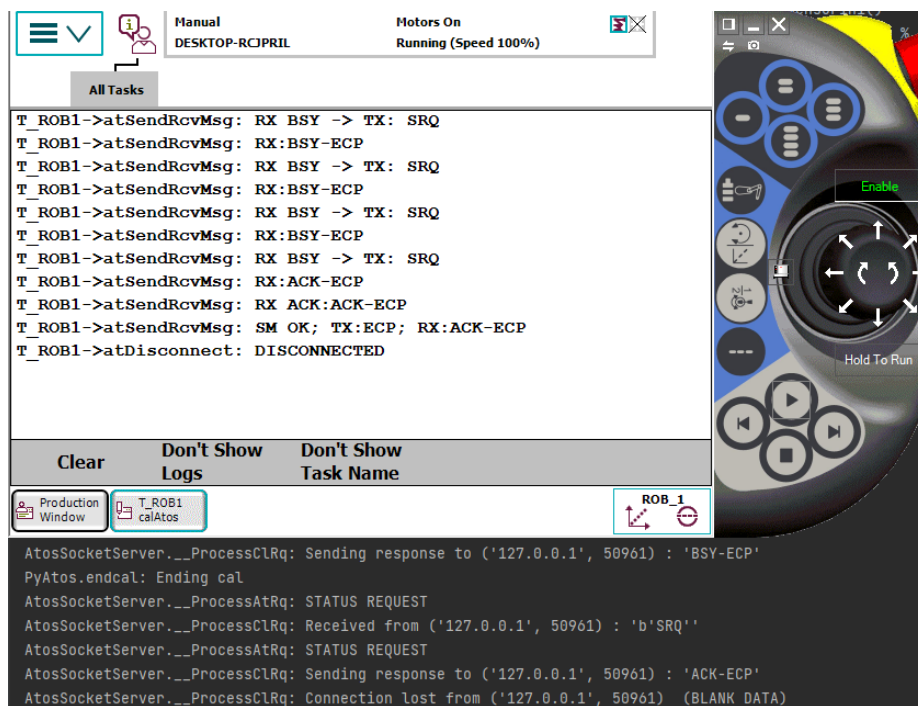 Manual
DESKTOP-RCJPRIL
Motors On
Running (Speed 100%)
All Tasks
T_ROB1->atSendRcvMsg: RX BSY -> TX: SRQ
T_ROB1->atSendRcvMsg: RX:BSY-ECP
T_ROB1->atSendRcvMsg: RX BSY -> TX: SRQ
T_ROB1->atSendRcvMsg: RX:BSY-ECP
T_ROB1->atSendRcvMsg: RX BSY -> TX: SRQ
T_ROB1->atSendRcvMsg: RX:BSY-ECP
T_ROB1->atSendRcvMsg: RX BSY -> TX: SRQ
T_ROB1->atSendRcvMsg: RX:ACK-ECP
T_ROB1->atSendRcvMsg: RX ACK:ACK-ECP
T_ROB1->atSendRcvMsg: SM OK; TX:ECP; RX:ACK-ECP
T_ROB1->atDisconnect: DISCONNECTED
Clear
Don't Show Logs
Don't Show Task Name
Production Window
T_ROB1 calAtos
ROB_1
Enable
Hold To Run
AtosSocketServer.__ProcessClRq: Sending response to ('127.0.0.1', 50961) : 'BSY-ECP'
PyAtos.endcal: Ending cal
AtosSocketServer.__ProcessAtRq: STATUS REQUEST
AtosSocketServer.__ProcessClRq: Received from ('127.0.0.1', 50961) : 'b'SRQ''
AtosSocketServer.__ProcessAtRq: STATUS REQUEST
AtosSocketServer.__ProcessClRq: Sending response to ('127.0.0.1', 50961) : 'ACK-ECP'
AtosSocketServer.__ProcessClRq: Connection lost from ('127.0.0.1', 50961)  (BLANK DATA)